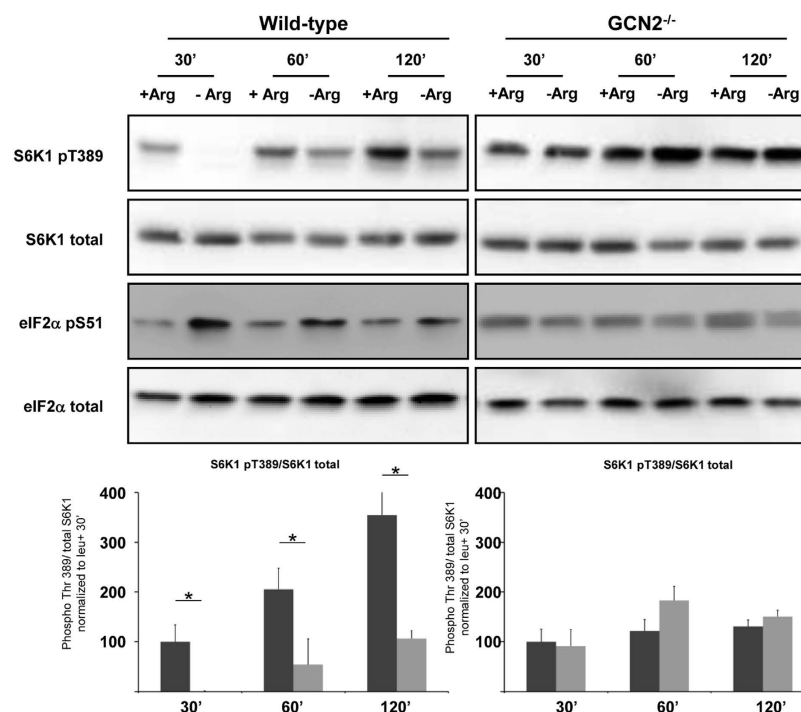 Wild-type GCN2-/-
30’ 60’ 120’ 30’ 60’ 120’
+Arg - Arg + Arg -Arg +Arg -Arg +Arg -Arg +Arg -Arg +Arg -Arg
S6K1 pT389
S6K1 total
eIF2α pS51
eIF2α total
S6K1 pT389/S6K1 total
Phospho Thr 389/ total S6K1
normalized to leu+ 30’
400
300
200
100
* * *
30’ 60’ 120’
S6K1 pT389/S6K1 total
Phospho Thr 389/ total S6K1
normalized to leu+ 30’
400
300
200
100
30’ 60’ 120’